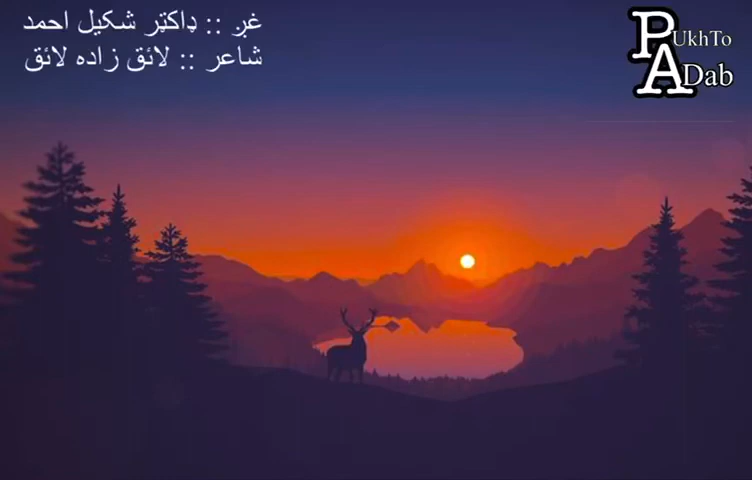 غږ :: ډاکټر شکیل احمد
شاعر :: لائق زاده لائق
PUkhTo
ADab